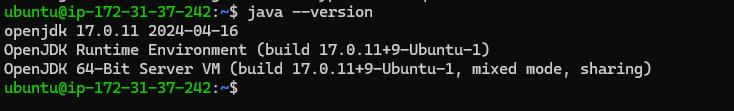 ubuntu@ip-172-31-37-242:~$ java --version
openjdk 17.0.11 2024-04-16
OpenJDK Runtime Environment (build 17.0.11+9-Ubuntu-1)
OpenJDK 64-Bit Server VM (build 17.0.11+9-Ubuntu-1, mixed mode, sharing)
ubuntu@ip-172-31-37-242:~$